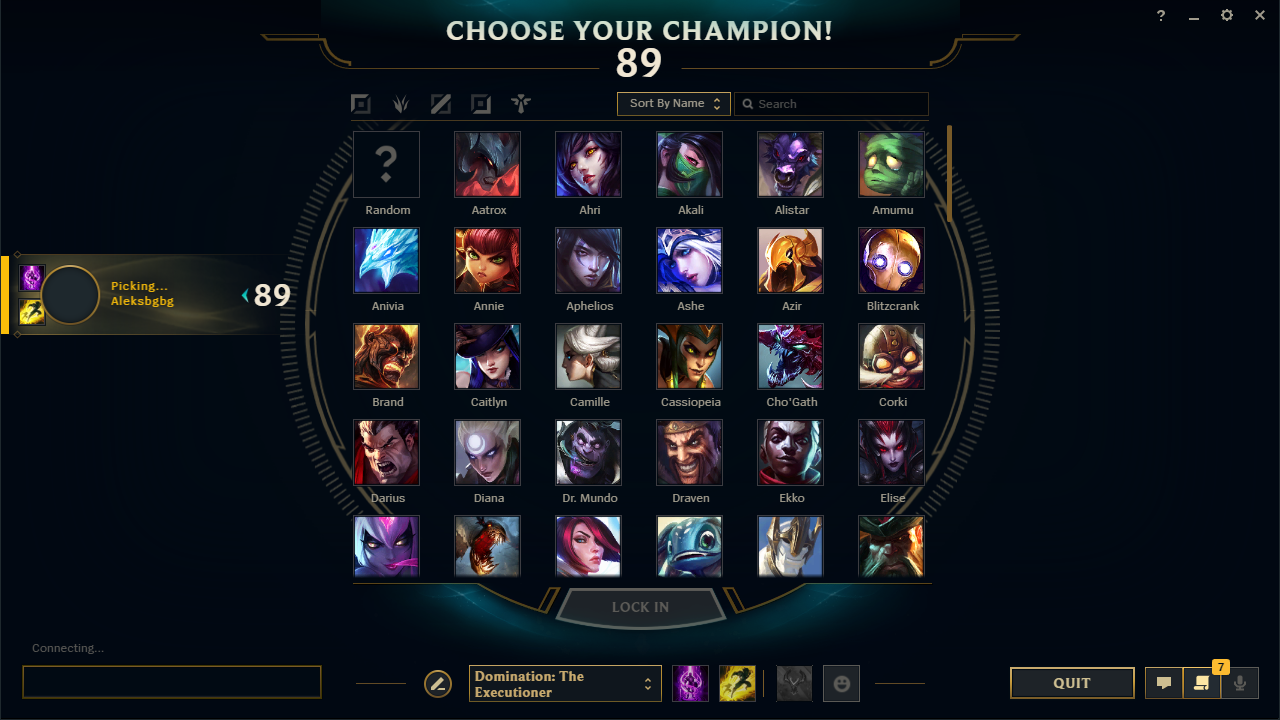 CHOOSE YOUR CHAMPION!
89
?
Sort By Name
Search
Random
Aatrox
Ahri
Akali
Alistar
Amumu
Picking...
Aleksbgbg
89
Anivia
Annie
Aphelios
Ashe
Azir
Blitzcrank
Brand
Caitlyn
Camille
Cassiopeia
Cho'Gath
Corki
Darius
Diana
Dr. Mundo
Draven
Ekko
Elise
LOCK IN
Connecting...
Domination: The
Executioner
QUIT
7